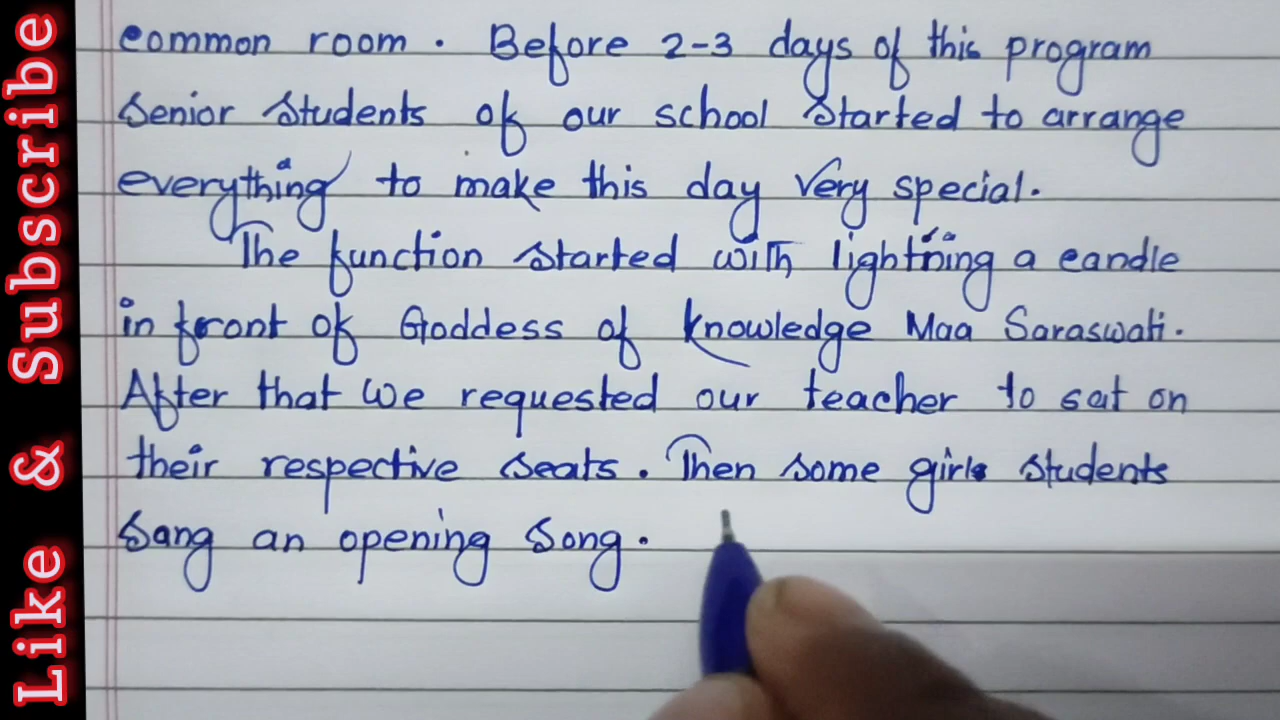 common room. Before 2-3 days of this program
senior students of our school started to arrange
everything to make this day very special.
The function started with lightning a candle
in front of Goddess of Knowledge Maa Saraswati.
After that we requested our teacher to sat on
their respective seats. Then some girls students
sang an opening song.
Like & Subscribe